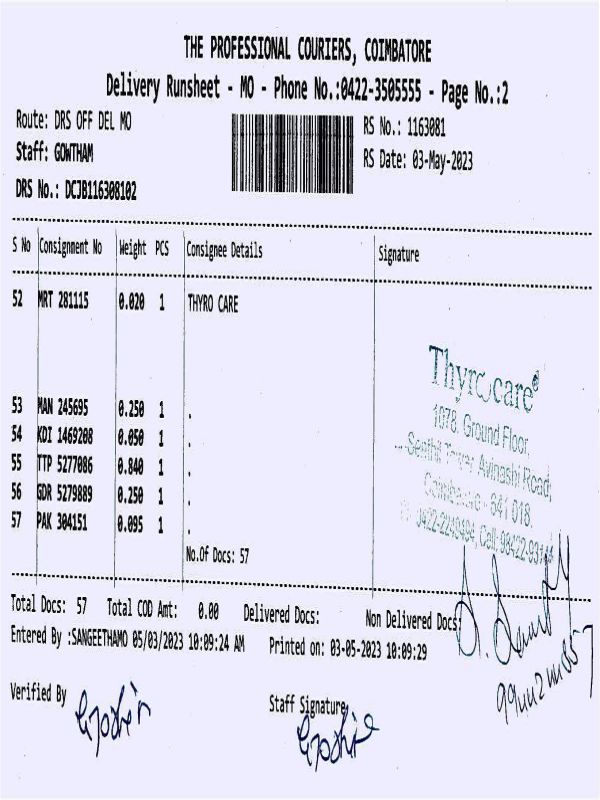 THE PROFESSIONAL COURIERS, COIMBATORE
Delivery Runsheet - MO - Phone No.:0422-3505555 - Page No.:2
Route: DRS OFF DEL MO
RS No.: 1163081
Staff: GOWTHAM
RS Date: 03-May-2023
DRS No.: DCJB116308102
S No Consignment No Weight PCS Consignee Details Signature
52 MRT 281115 0.020 1 THYRO CARE
Thyrocare®
1078, Ground Floor,
Senthil Tower Avinashi Road,
Coimbatore - 641 018.
53 MAN 245695 0.250 1 .
54 KDI 1469208 0.050 1 .
55 TTP 5277086 0.840 1 .
56 GDR 5279889 0.250 1 .
57 PAK 304151 0.095 1 .
No.Of Docs: 57
Total Docs: 57 Total COD Amt: 0.00 Delivered Docs: Non Delivered Docs:
Entered By :SANGEETHAMO 05/03/2023 10:09:24 AM Printed on: 03-05-2023 10:09:29
Verified By
Staff Signature